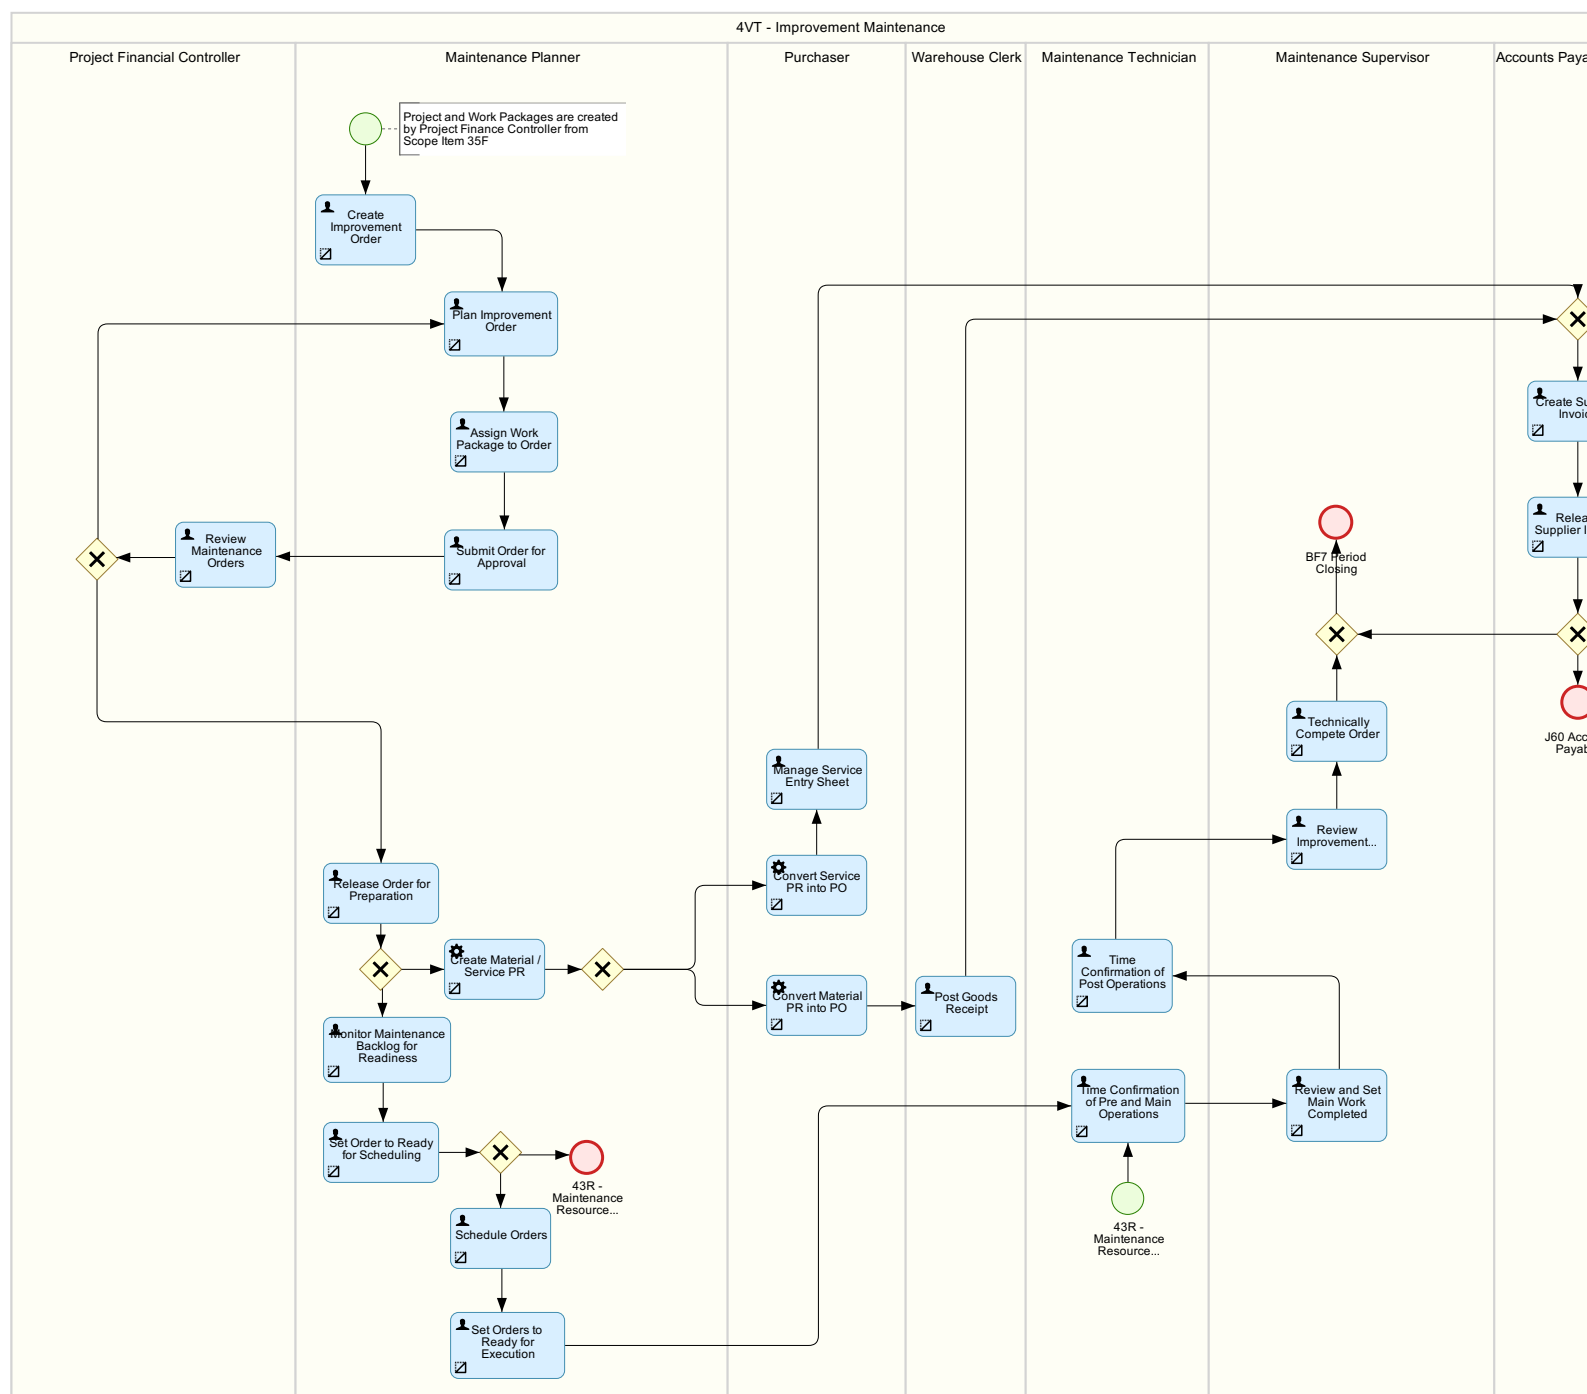 4VT - Improvement Maintenance
Project Financial Controller
Maintenance Planner
Purchaser
Warehouse Clerk
Maintenance Technician
Maintenance Supervisor
Accounts
Project and Work Packages are created
by Project Finance Controller from
Scope Item 35F
Create
Improvement
Order
Plan Improvement
Order
Assign Work
Package to Order
Submit Order for
Approval
Review
Maintenance
Orders
Create
Supplier
BF7 Period
Closing
J60
Technically
Compete Order
Manage Service
Entry Sheet
Review
Improvement...
Release Order for
Preparation
Convert Service
PR into PO
Create Material /
Service PR
Time
Confirmation of
Post Operations
Convert Material
PR into PO
Post Goods
Receipt
Monitor Maintenance
Backlog for
Readiness
Time Confirmation
of Pre and Main
Operations
Review and Set
Main Work
Completed
Set Order to Ready
for Scheduling
43R -
Maintenance
Resource...
Schedule Orders
43R -
Maintenance
Resource...
Set Orders to
Ready for
Execution